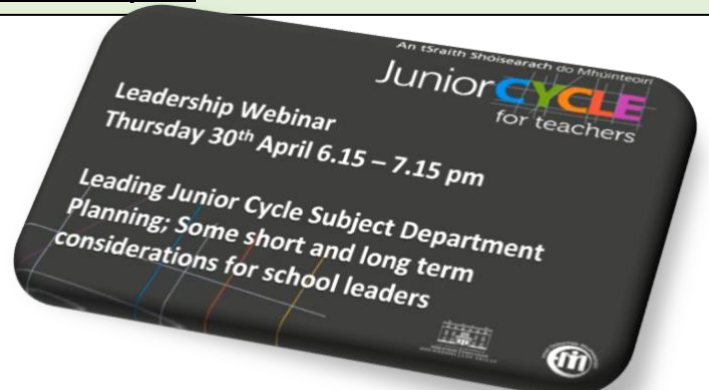 An tSraith Shóisearach do Mhúinteoirí
Junior CYCLE
for teachers
Leadership Webinar
Thursday 30th April 6.15 – 7.15 pm
Leading Junior Cycle Subject Department
Planning; Some short and long term
considerations for school leaders